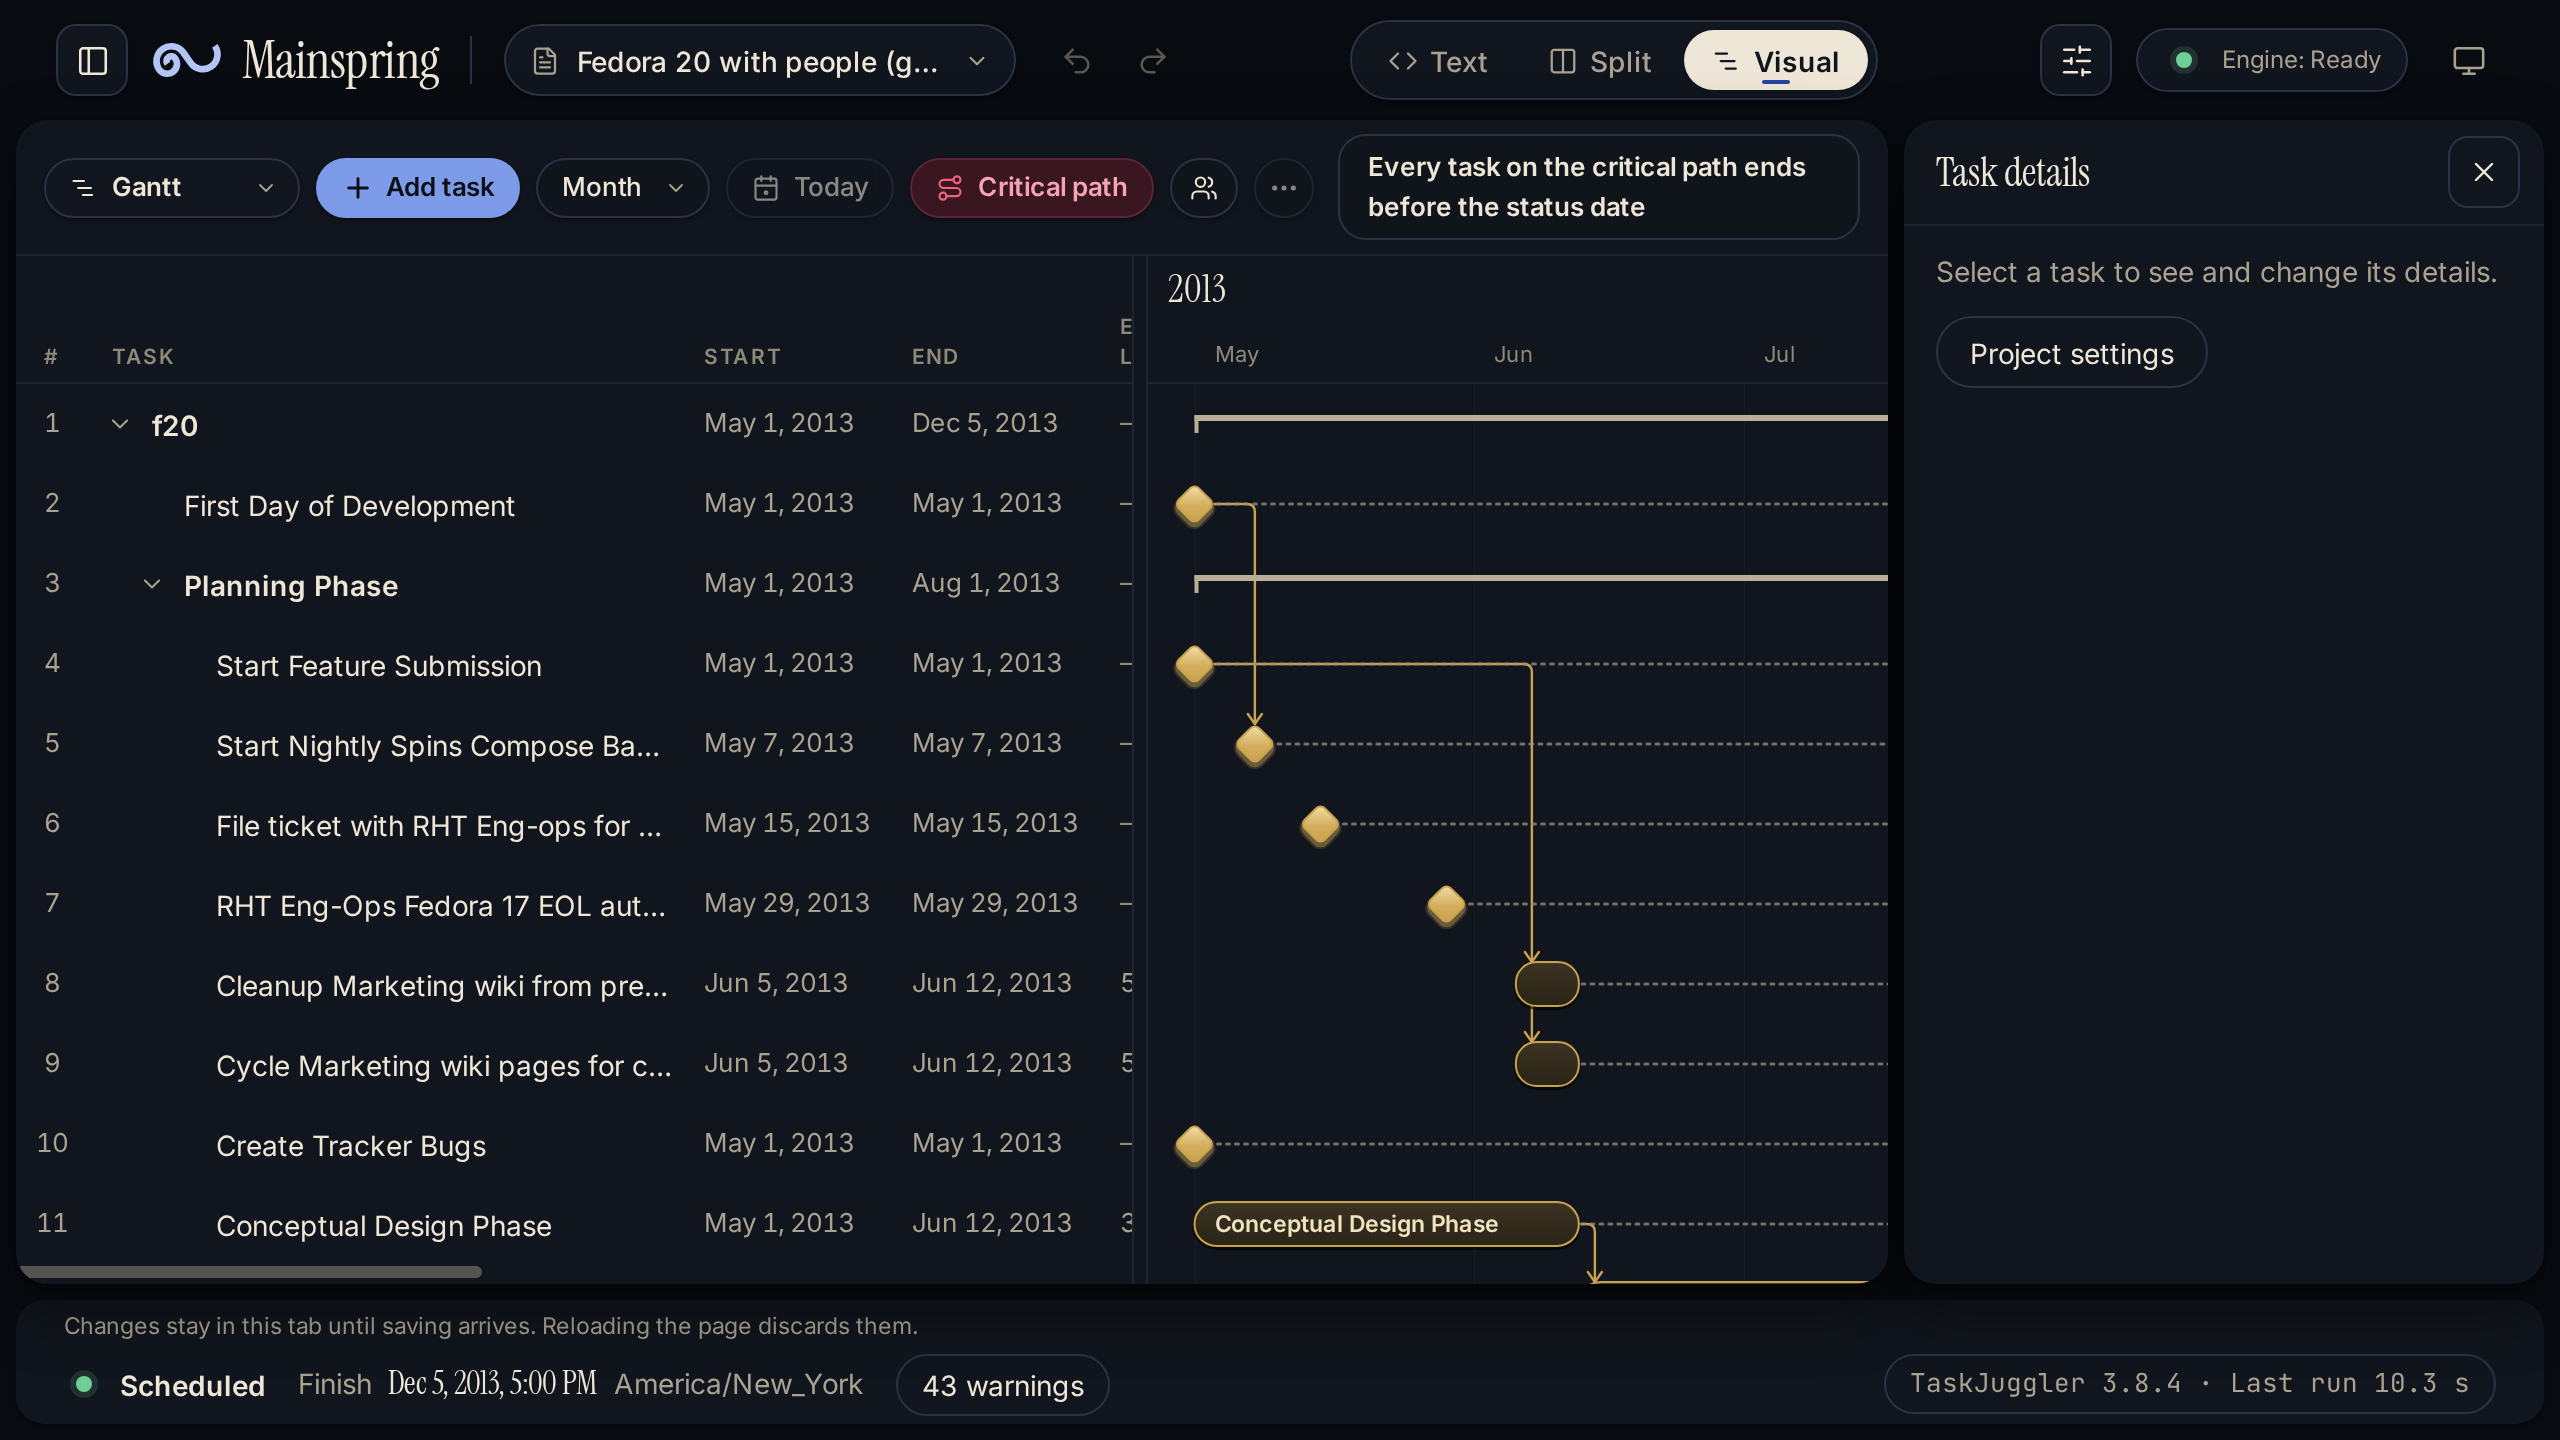 Mainspring
Fedora 20 with people (g...
Text
Split
Visual
Engine: Ready
Gantt
Add task
Month
Today
Critical path
Every task on the critical path ends
before the status date
Task details
Select a task to see and change its details.
Project settings
2013
May Jun Jul
# TASK START END
1 f20 May 1, 2013 Dec 5, 2013 –
2 First Day of Development May 1, 2013 May 1, 2013 –
3 Planning Phase May 1, 2013 Aug 1, 2013 –
4 Start Feature Submission May 1, 2013 May 1, 2013 –
5 Start Nightly Spins Compose Ba... May 7, 2013 May 7, 2013 –
6 File ticket with RHT Eng-ops for ... May 15, 2013 May 15, 2013 –
7 RHT Eng-Ops Fedora 17 EOL aut... May 29, 2013 May 29, 2013 –
8 Cleanup Marketing wiki from pre... Jun 5, 2013 Jun 12, 2013 5
9 Cycle Marketing wiki pages for c... Jun 5, 2013 Jun 12, 2013 5
10 Create Tracker Bugs May 1, 2013 May 1, 2013 –
11 Conceptual Design Phase May 1, 2013 Jun 12, 2013 3
Conceptual Design Phase
Changes stay in this tab until saving arrives. Reloading the page discards them.
Scheduled Finish Dec 5, 2013, 5:00 PM America/New_York 43 warnings
TaskJuggler 3.8.4 · Last run 10.3 s